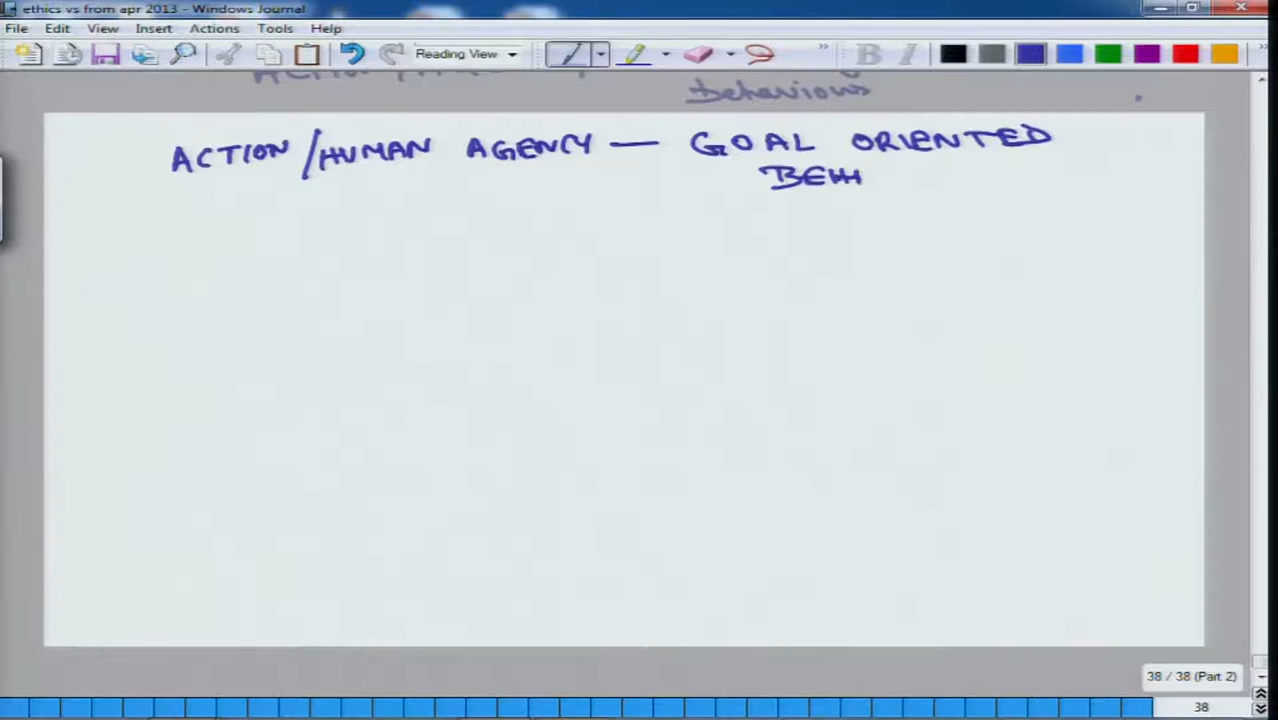 ethics vs from apr 2013 - Windows Journal
File Edit View Insert Actions Tools Help
Reading View
B I
Behaviour
ACTION/HUMAN AGENCY — GOAL ORIENTED
BEH
38 / 38 (Part 2)
38